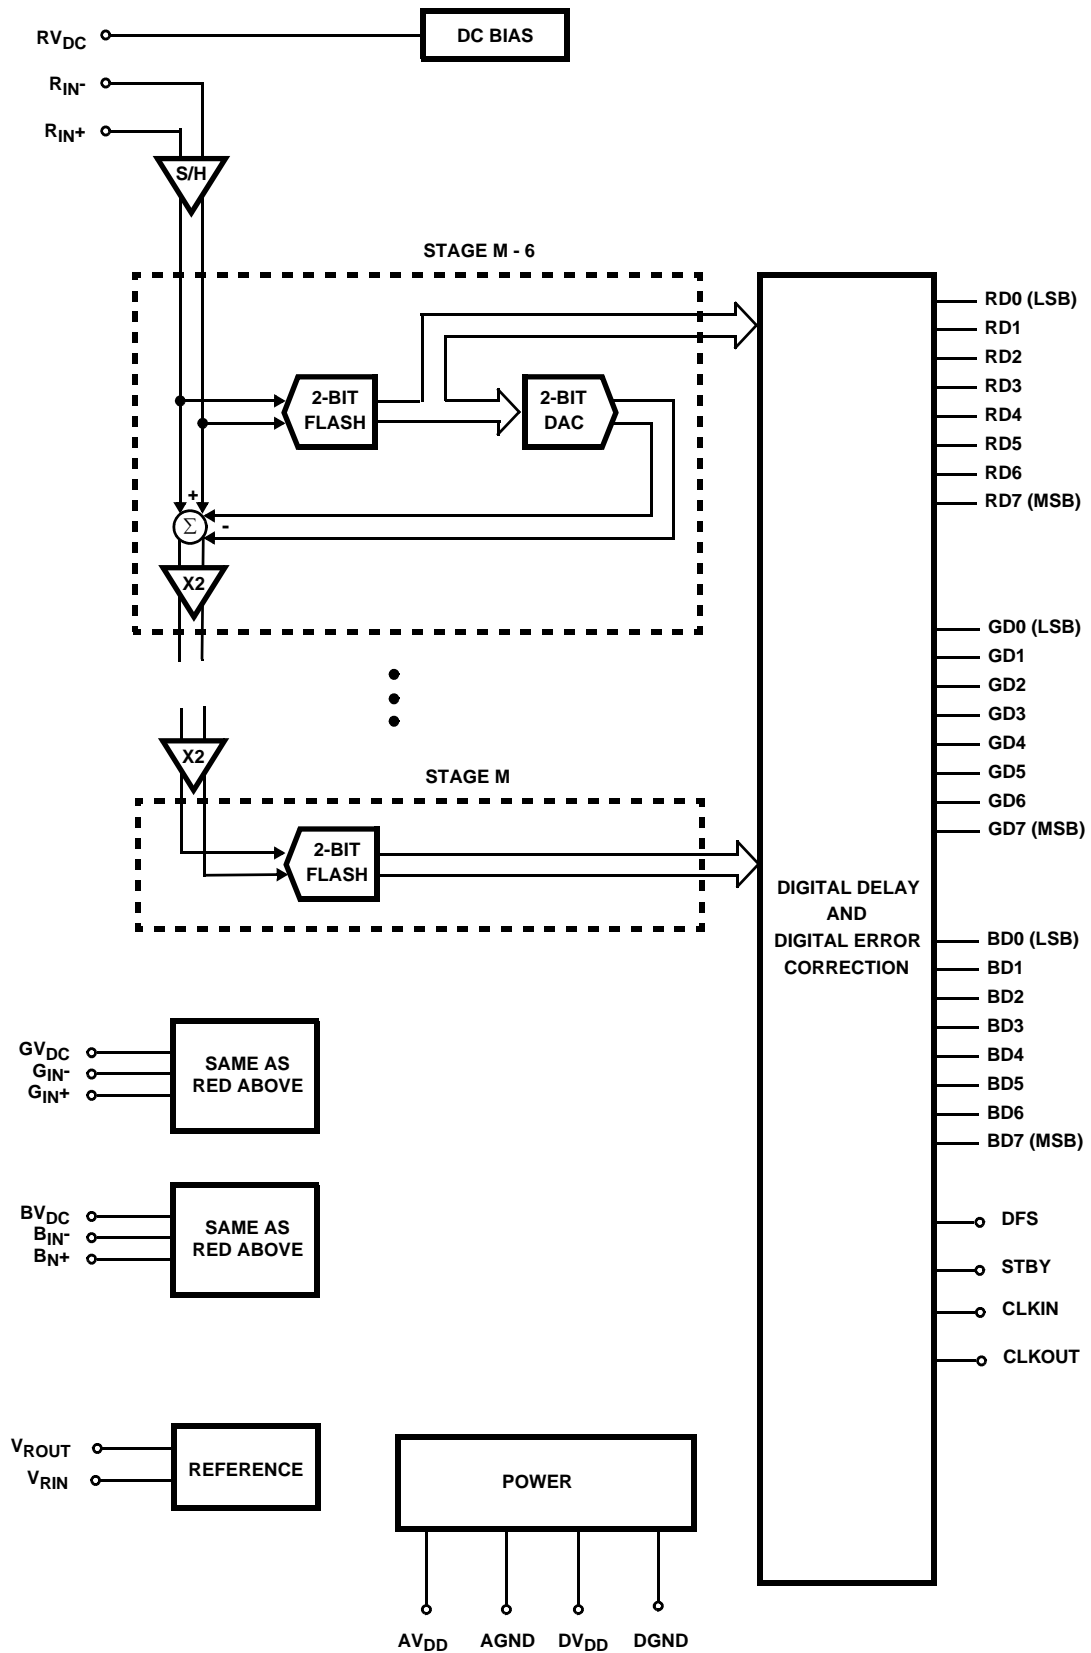 RVDC
DC BIAS
RIN-
RIN+
S/H
STAGE M - 6
2-BIT
FLASH
2-BIT
DAC
+
Σ
-
X2
X2
STAGE M
2-BIT
FLASH
DIGITAL DELAY
AND
DIGITAL ERROR
CORRECTION
RD0 (LSB)
RD1
RD2
RD3
RD4
RD5
RD6
RD7 (MSB)
GD0 (LSB)
GD1
GD2
GD3
GD4
GD5
GD6
GD7 (MSB)
BD0 (LSB)
BD1
BD2
BD3
BD4
BD5
BD6
BD7 (MSB)
DFS
STBY
CLKIN
CLKOUT
GVDC
GIN-
GIN+
SAME AS
RED ABOVE
BVDC
BIN-
BN+
SAME AS
RED ABOVE
VROUT
VRIN
REFERENCE
POWER
AVDD
AGND
DVDD
DGND